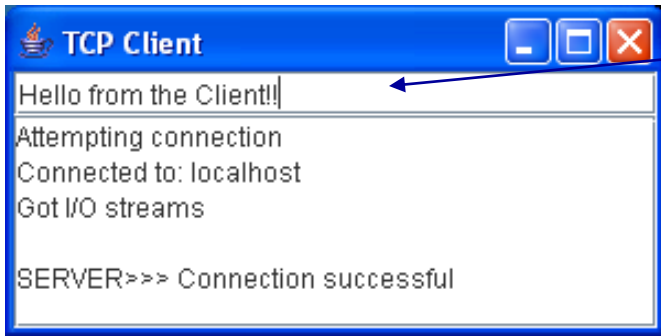 TCP Client
Hello from the Client!!
Attempting connection
Connected to: localhost
Got I/O streams
SERVER>>> Connection successful